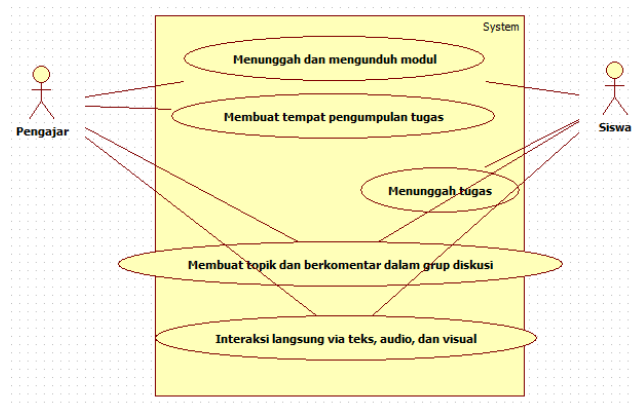 System
Menunggah dan mengunduh modul
Pengajar
Membuat tempat pengumpulan tugas
Siswa
Menunggah tugas
Membuat topik dan berkomentar dalam grup diskusi
Interaksi langsung via teks, audio, dan visual